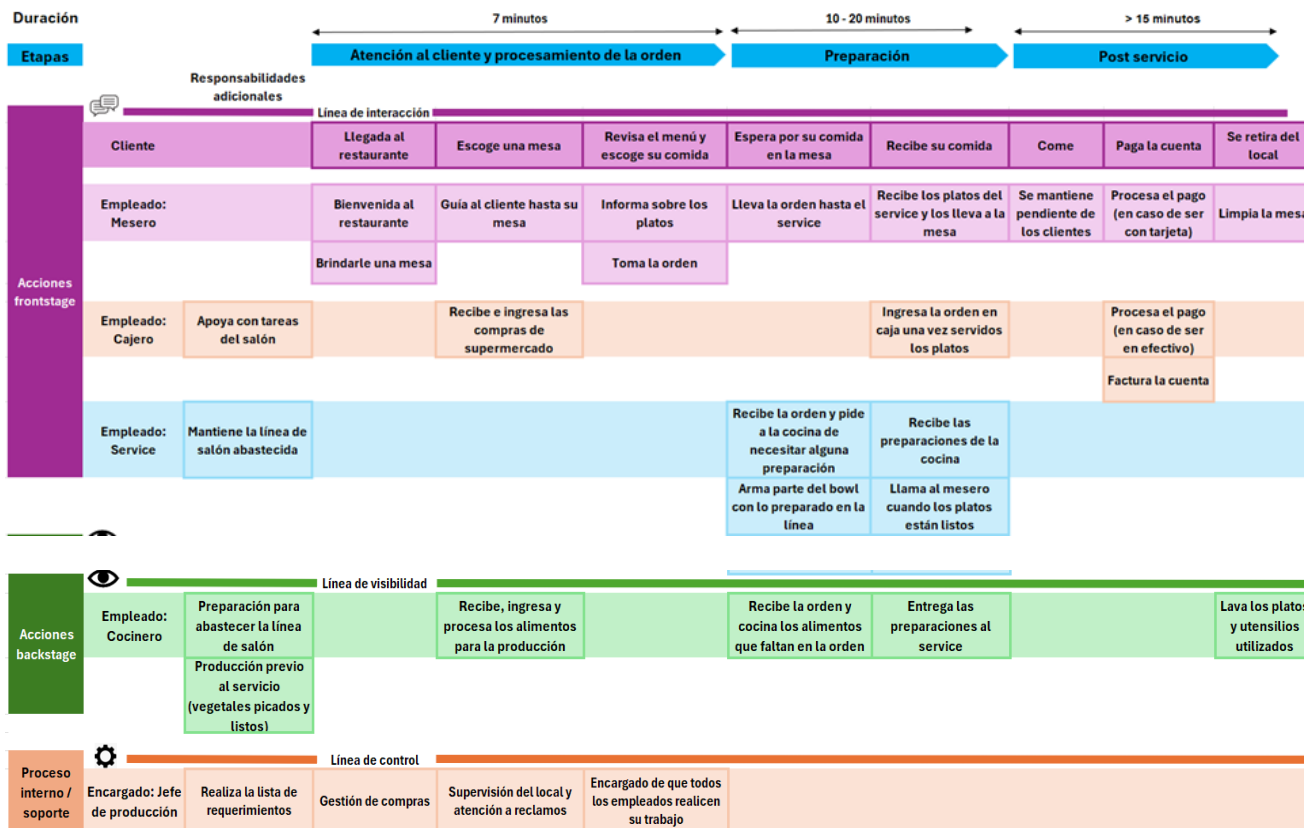 Duración
7 minutos
10 - 20 minutos
> 15 minutos
Etapas
Atención al cliente y procesamiento de la orden
Preparación
Post servicio
Responsabilidades
adicionales
Línea de interacción
Acciones
frontstage
Cliente
Llegada al
restaurante
Escoge una mesa
Revisa el menú y
escoge su comida
Espera por su comida
en la mesa
Recibe su comida
Come
Paga la cuenta
Se retira del
local
Empleado:
Mesero
Bienvenida al
restaurante
Guía al cliente hasta su
mesa
Informa sobre los
platos
Lleva la orden hasta el
service
Recibe los platos del
service y los lleva a la
mesa
Se mantiene
pendiente de
los clientes
Procesa el pago
(en caso de ser
con tarjeta)
Limpia la mesa
Brindarle una mesa
Toma la orden
Empleado:
Cajero
Apoya con tareas
del salón
Recibe e ingresa las
compras de
supermercado
Ingresa la orden en
caja una vez servidos
los platos
Procesa el pago
(en caso de ser
en efectivo)
Factura la cuenta
Empleado:
Service
Mantiene la línea de
salón abastecida
Recibe la orden y pide
a la cocina de
necesitar alguna
preparación
Recibe las
preparaciones de la
cocina
Arma parte del bowl
con lo preparado en la
línea
Llama al mesero
cuando los platos
están listos
Línea de visibilidad
Acciones
backstage
Empleado:
Cocinero
Preparación para
abastecer la línea
de salón
Recibe, ingresa y
procesa los alimentos
para la producción
Recibe la orden y
cocina los alimentos
que faltan en la orden
Entrega las
preparaciones al
service
Lava los platos
y utensilios
utilizados
Producción previo
al servicio
(vegetales picados y
listos)
Línea de control
Proceso
interno /
soporte
Encargado: Jefe
de producción
Realiza la lista de
requerimientos
Gestión de compras
Supervisión del local y
atención a reclamos
Encargado de que todos
los empleados realicen
su trabajo